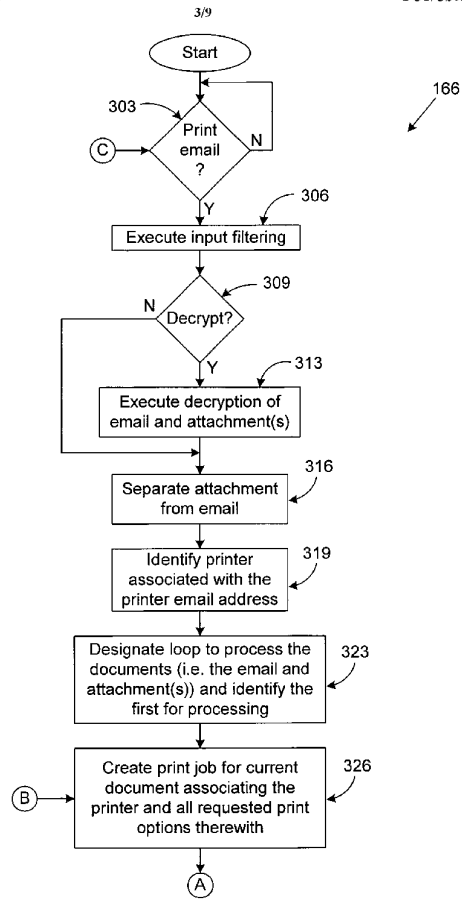 3/9
Start
166
303
Print
email
?
N
C
Y
306
Execute input filtering
309
N
Decrypt?
Y
313
Execute decryption of
email and attachment(s)
316
Separate attachment
from email
319
Identify printer
associated with the
printer email address
323
Designate loop to process the
documents (i.e. the email and
attachment(s)) and identify the
first for processing
326
Create print job for current
document associating the
printer and all requested print
options therewith
B
A